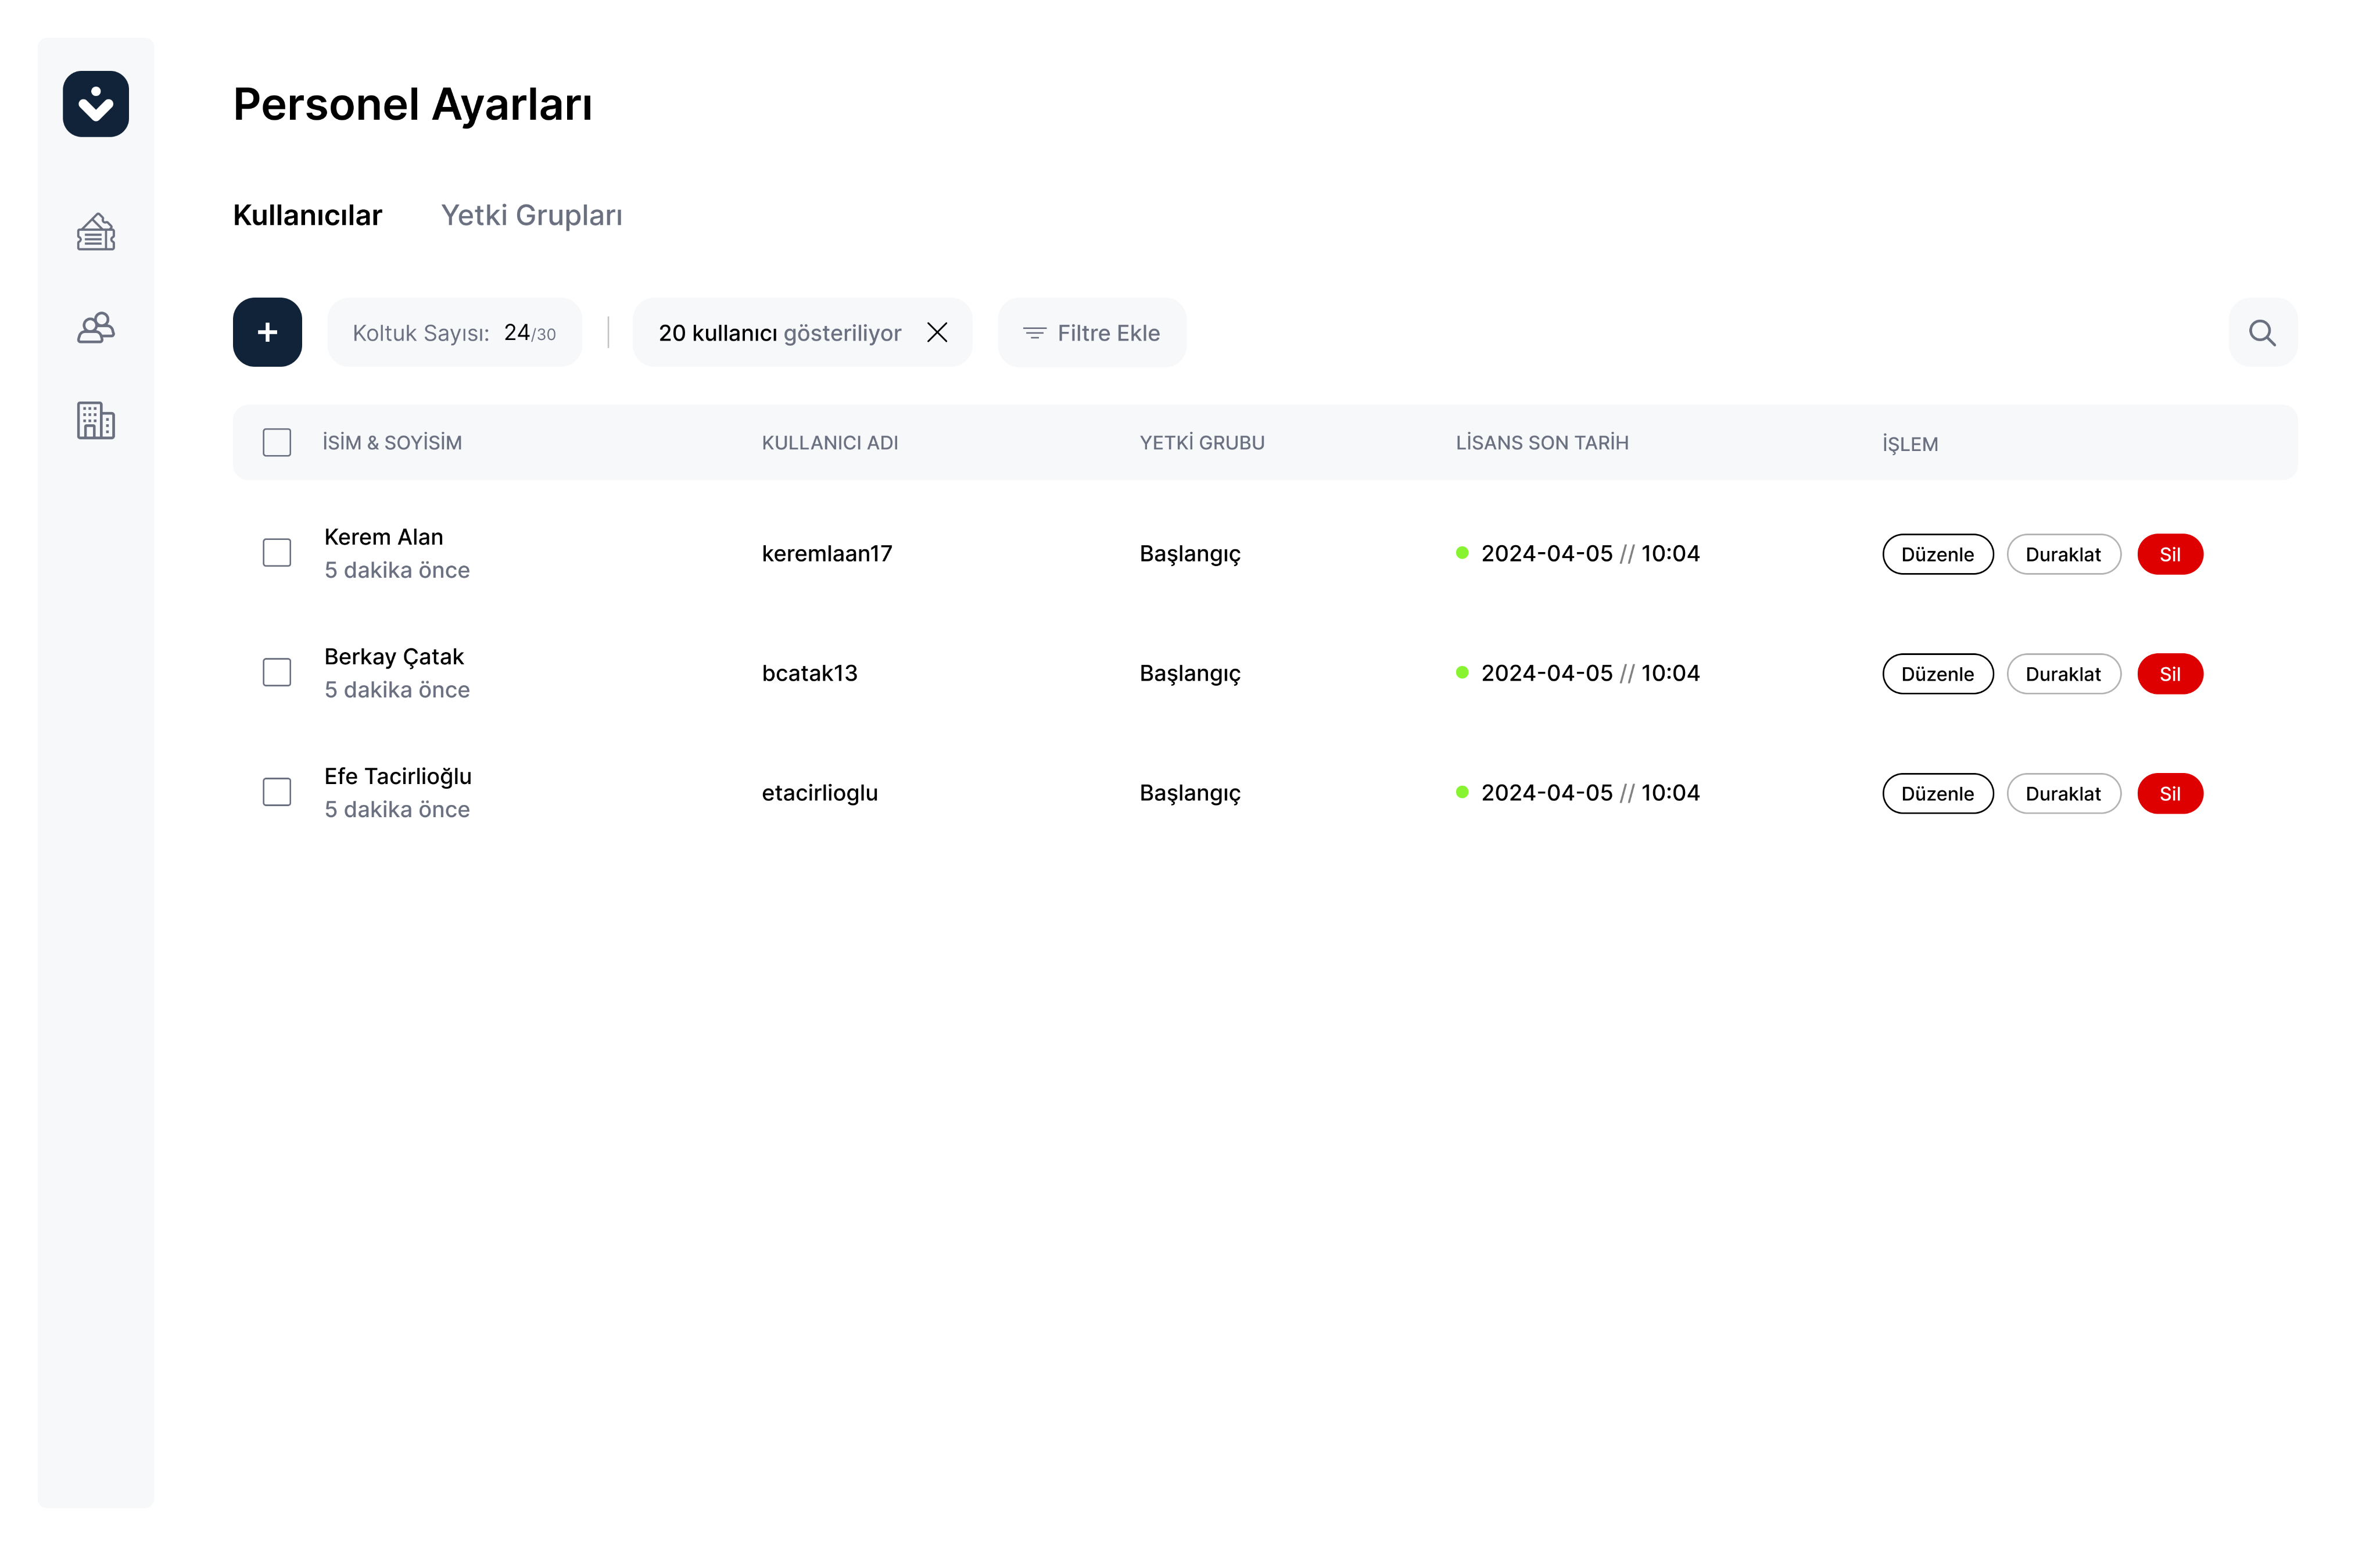 Personel Ayarları
Kullanıcılar Yetki Grupları
+ Koltuk Sayısı: 24/30 20 kullanıcı gösteriliyor Filtre Ekle
İSİM & SOYİSİM KULLANICI ADI YETKİ GRUBU LİSANS SON TARİH İŞLEM
Kerem Alan
5 dakika önce
keremlaan17 Başlangıç 2024-04-05 // 10:04 Düzenle Duraklat Sil
Berkay Çatak
5 dakika önce
bcatak13 Başlangıç 2024-04-05 // 10:04 Düzenle Duraklat Sil
Efe Tacirlioğlu
5 dakika önce
etacirlioglu Başlangıç 2024-04-05 // 10:04 Düzenle Duraklat Sil